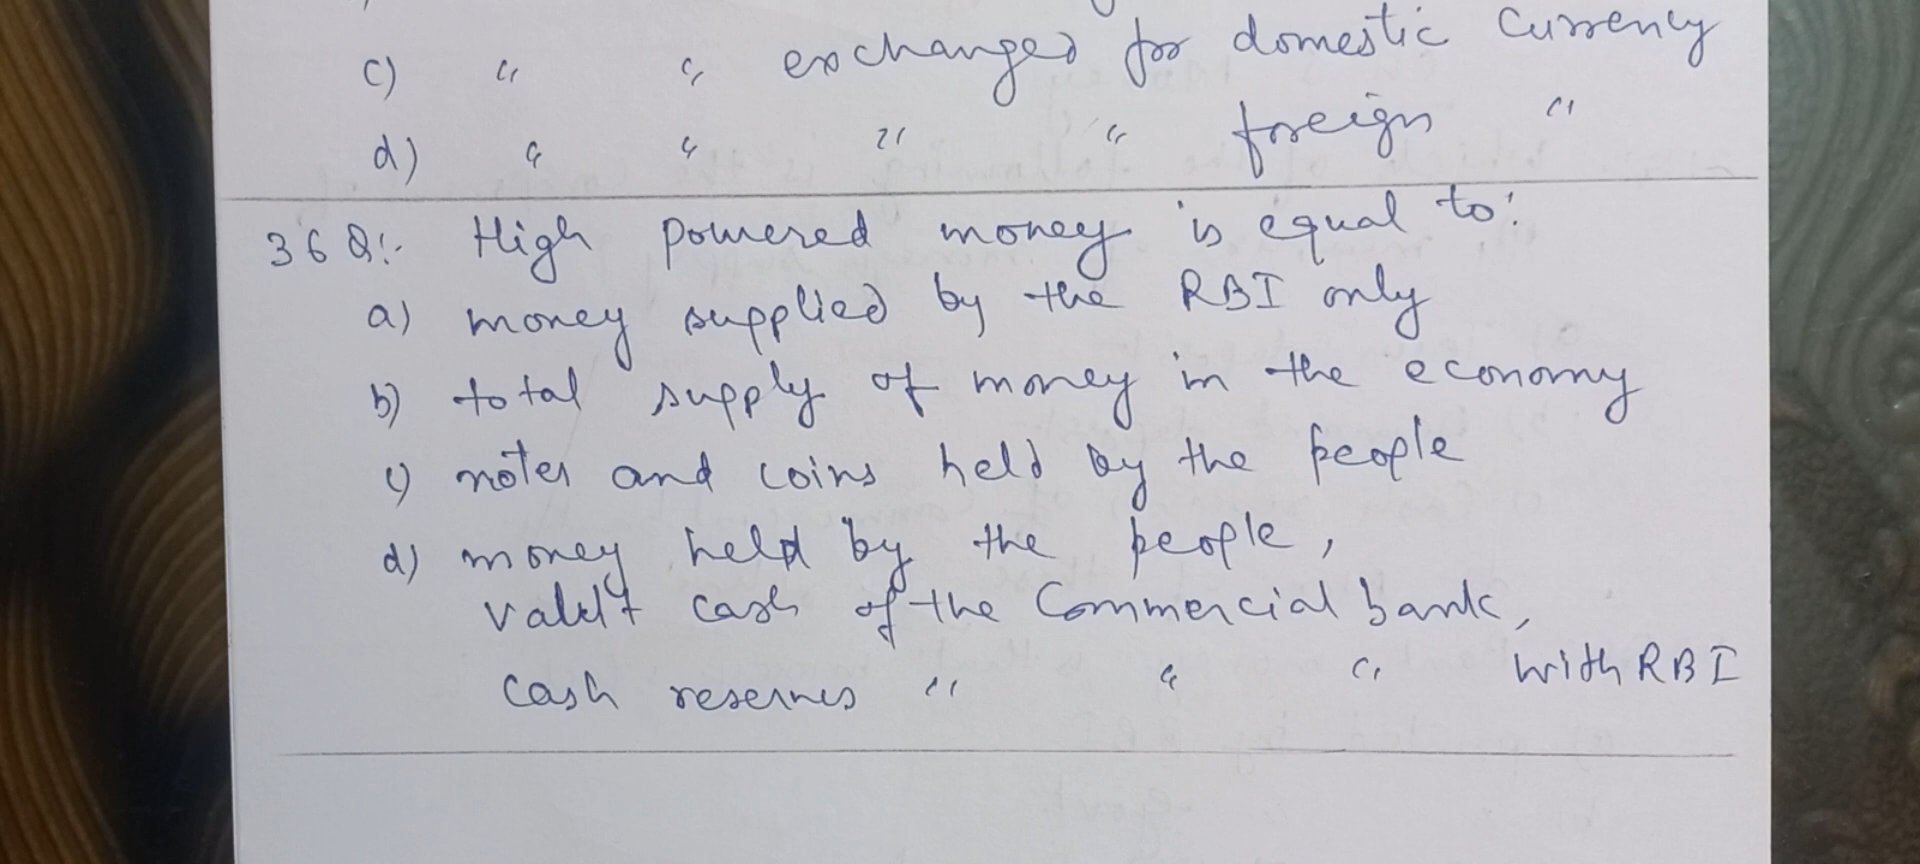 c) " " exchanged for domestic currency
d) " " " " foreign "
36 Q:- High powered money is equal to:
a) money supplied by the RBI only
b) total supply of money in the economy
c) notes and coins held by the people
d) money held by the people,
vault cash of the Commercial bank,
cash reserves " " " with RBI